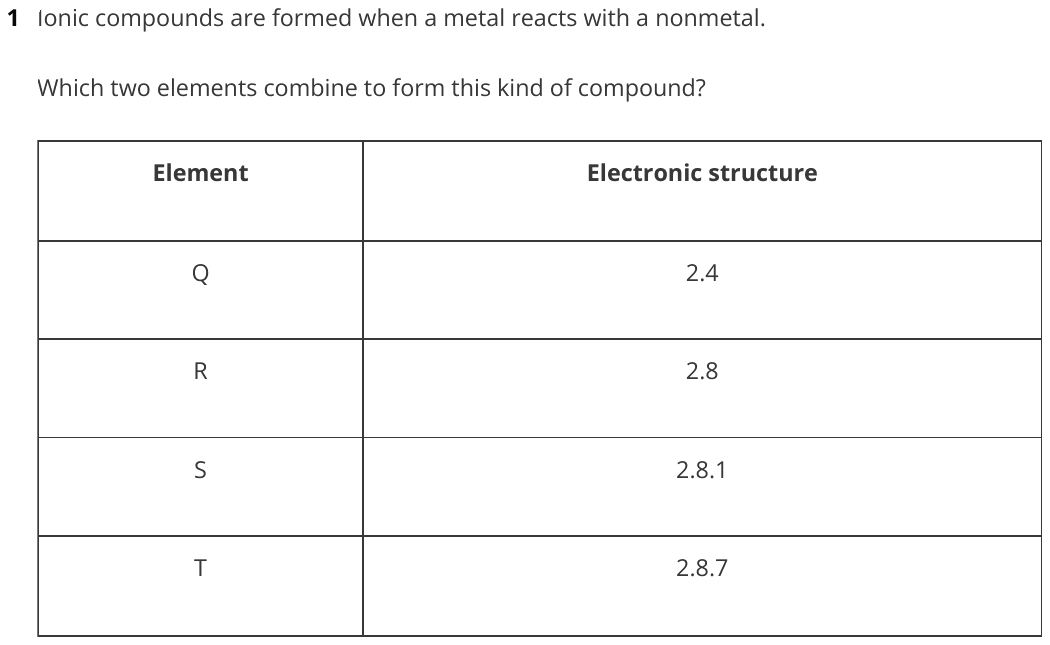 1 Ionic compounds are formed when a metal reacts with a nonmetal.
Which two elements combine to form this kind of compound?
Element Electronic structure
Q 2.4
R 2.8
S 2.8.1
T 2.8.7